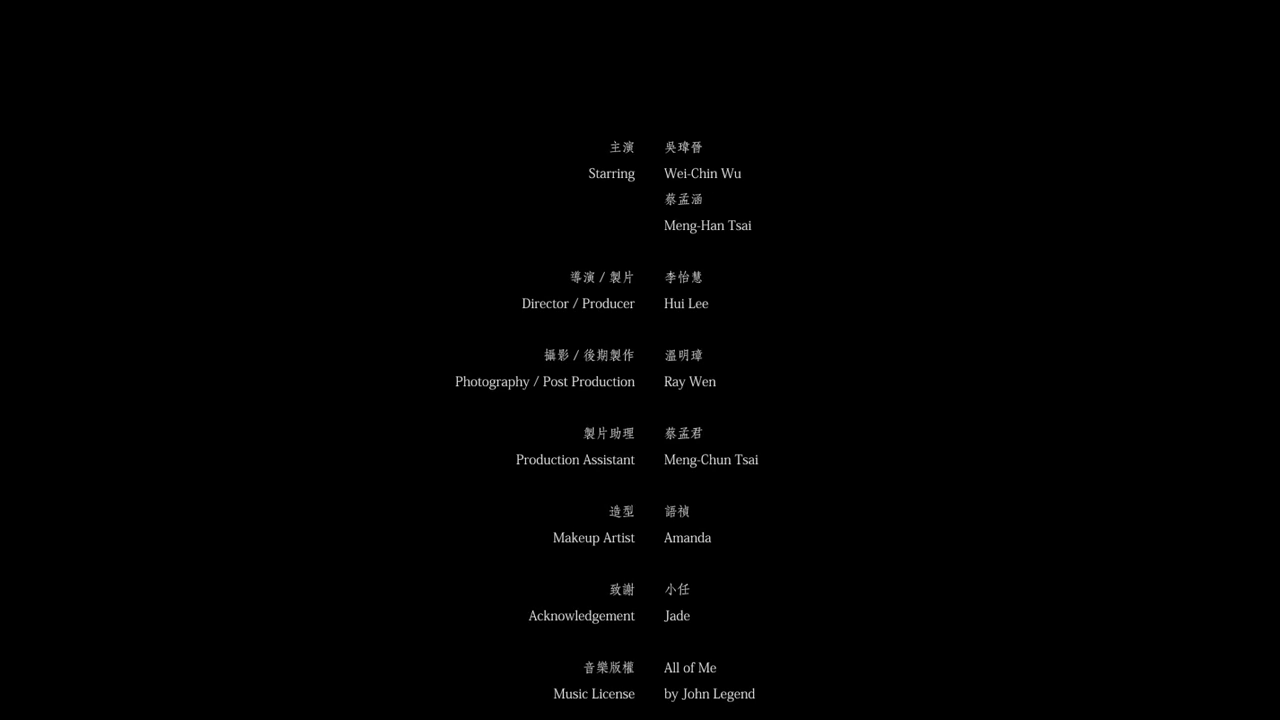 主演 吳瑋晉
Starring Wei-Chin Wu
蔡孟涵
Meng-Han Tsai
導演 / 製片 李怡慧
Director / Producer Hui Lee
攝影 / 後期製作 溫明瑋
Photography / Post Production Ray Wen
製片助理 蔡孟君
Production Assistant Meng-Chun Tsai
造型 語禎
Makeup Artist Amanda
致謝 小任
Acknowledgement Jade
音樂版權 All of Me
Music License by John Legend